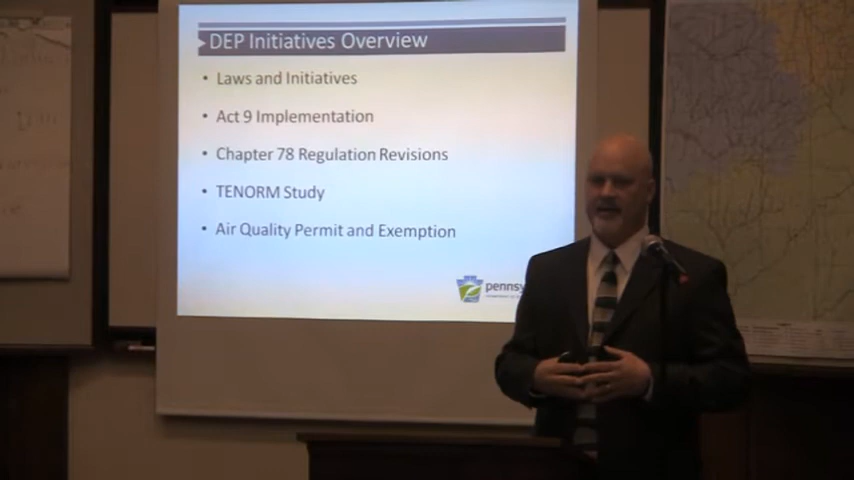 DEP Initiatives Overview
• Laws and Initiatives
• Act 9 Implementation
• Chapter 78 Regulation Revisions
• TENORM Study
• Air Quality Permit and Exemption
pennsy